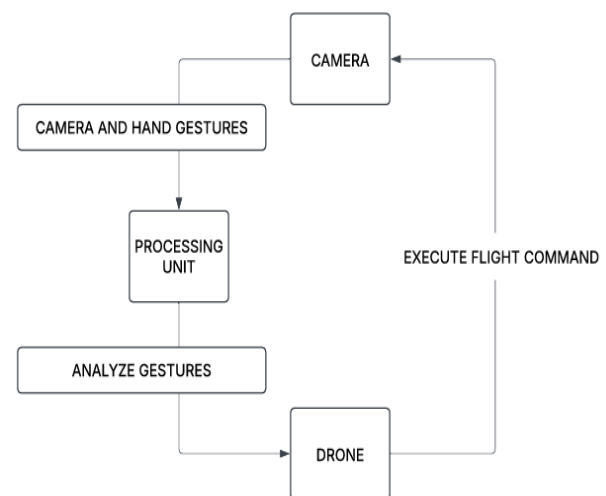 CAMERA
CAMERA AND HAND GESTURES
PROCESSING
UNIT
EXECUTE FLIGHT COMMAND
ANALYZE GESTURES
DRONE